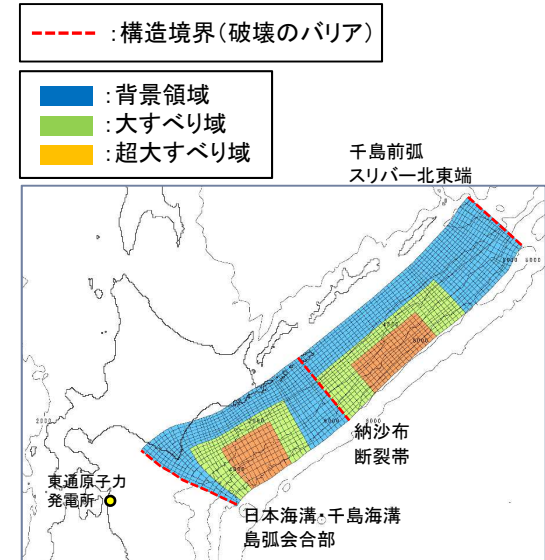 ：構造境界（破壊のバリア）
：背景領域
：大すべり域
：超大すべり域
千島前弧
スリバー北東端
納沙布
断裂帯
東通原子力
発電所
日本海溝・千島海溝
島弧会合部